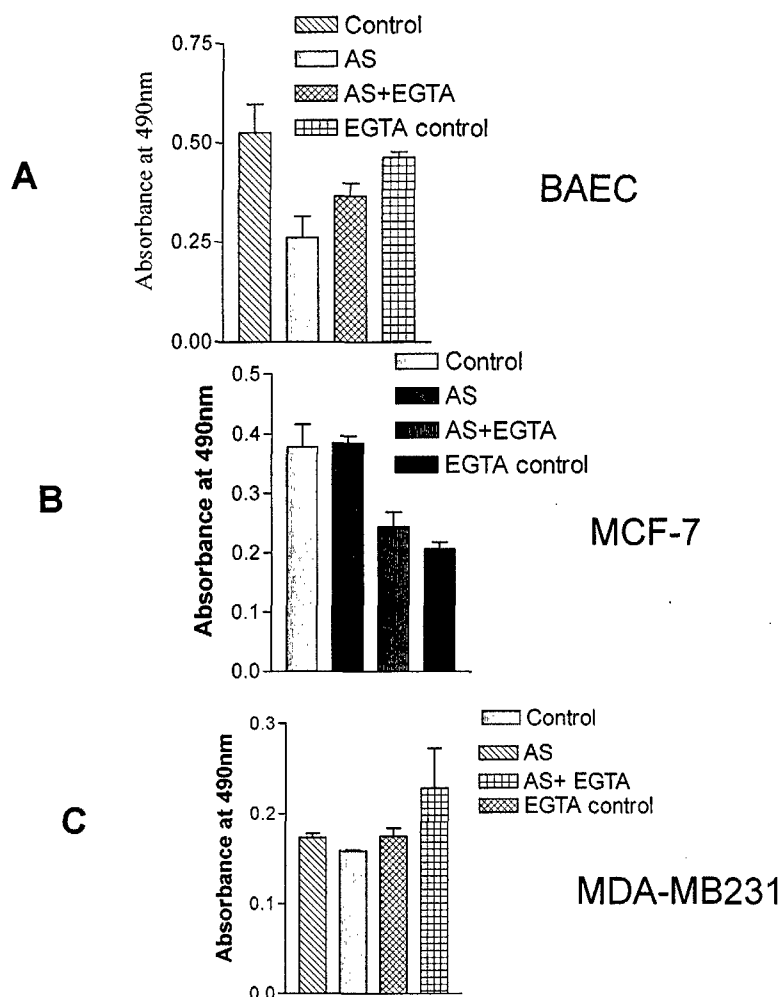 Control
AS
AS+EGTA
EGTA control
0.75
0.50
0.25
0.00
Absorbance at 490nm
A
BAEC
Control
AS
AS+EGTA
EGTA control
0.5
0.4
0.3
0.2
0.1
0.0
Absorbance at 490nm
B
MCF-7
Control
AS
AS+ EGTA
EGTA control
0.3
0.2
0.1
0.0
Absorbance at 490nm
C
MDA-MB231